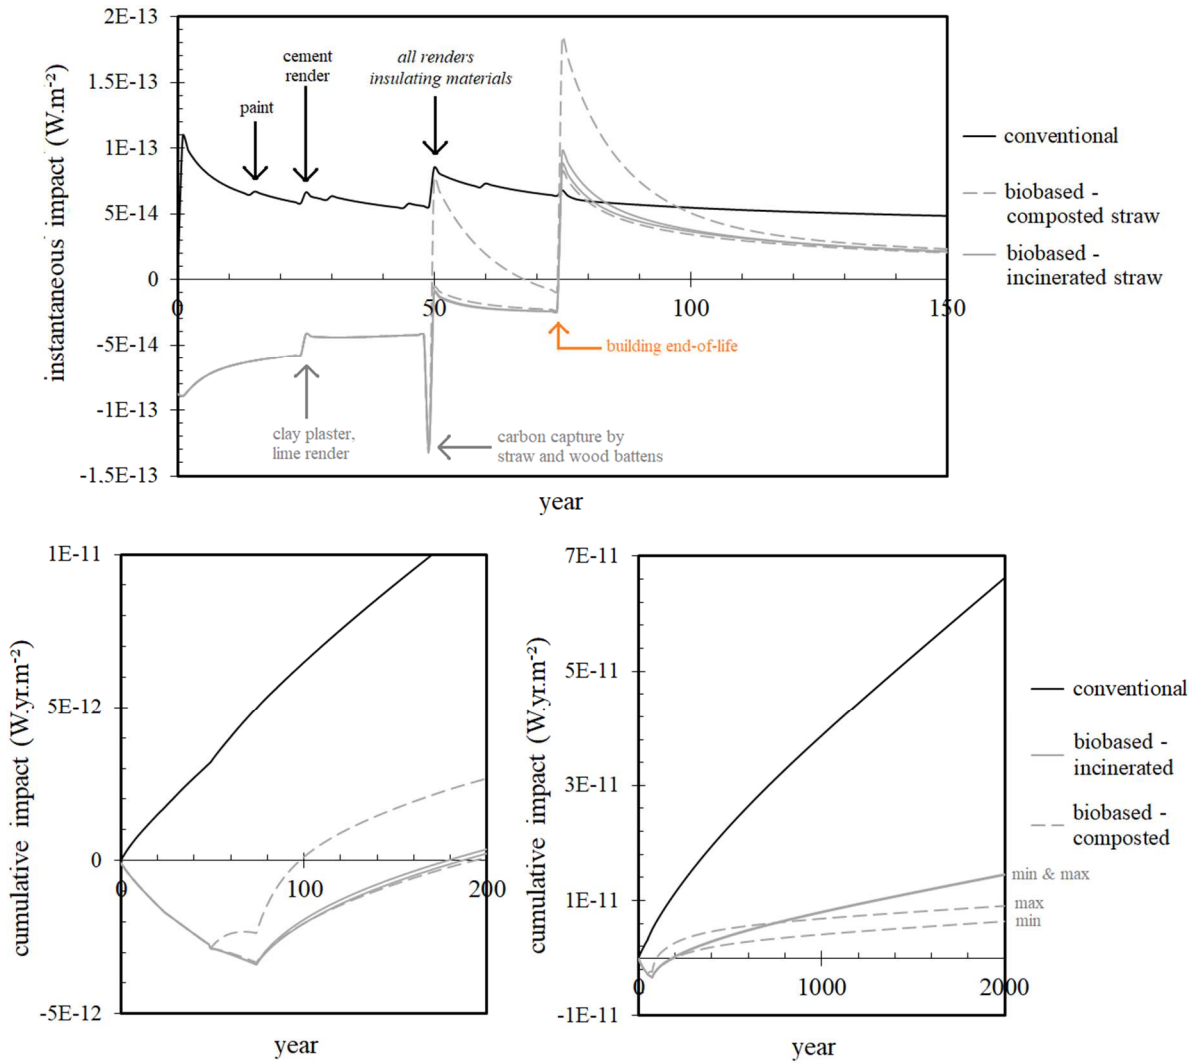 instantaneous impact (W.m⁻²)
2E-13
1.5E-13
1E-13
5E-14
0
-5E-14
-1E-13
-1.5E-13
0
50
100
150
year
paint
cement
render
all renders
insulating materials
building end-of-life
clay plaster,
lime render
carbon capture by
straw and wood battens
conventional
biobased -
composted straw
biobased -
incinerated straw
cumulative impact (W.yr.m⁻²)
1E-11
5E-12
0
-5E-12
0
100
200
year
cumulative impact (W.yr.m⁻²)
7E-11
5E-11
3E-11
1E-11
-1E-11
0
1000
2000
year
min & max
max
min
conventional
biobased -
incinerated
biobased -
composted